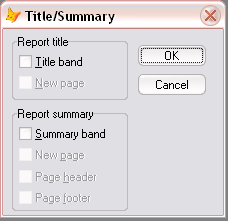 Title/Summary
Report title
Title band
New page
OK
Cancel
Report summary
Summary band
New page
Page header
Page footer